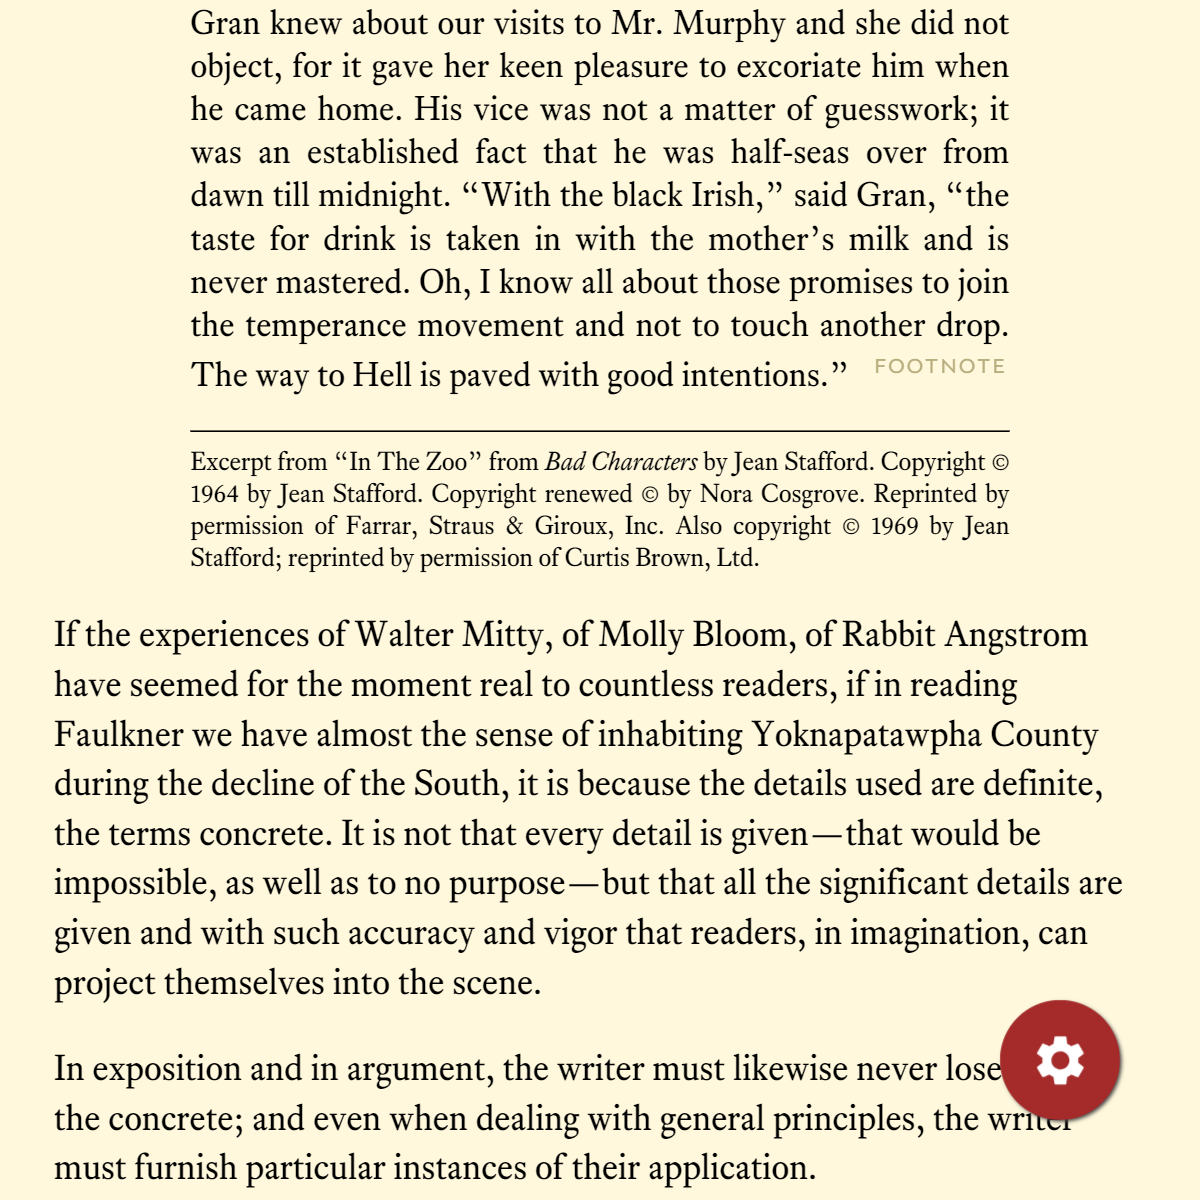 Gran knew about our visits to Mr. Murphy and she did not
object, for it gave her keen pleasure to excoriate him when
he came home. His vice was not a matter of guesswork; it
was an established fact that he was half-seas over from
dawn till midnight. “With the black Irish,” said Gran, “the
taste for drink is taken in with the mother’s milk and is
never mastered. Oh, I know all about those promises to join
the temperance movement and not to touch another drop.
The way to Hell is paved with good intentions.” FOOTNOTE
Excerpt from “In The Zoo” from Bad Characters by Jean Stafford. Copyright ©
1964 by Jean Stafford. Copyright renewed © by Nora Cosgrove. Reprinted by
permission of Farrar, Straus & Giroux, Inc. Also copyright © 1969 by Jean
Stafford; reprinted by permission of Curtis Brown, Ltd.
If the experiences of Walter Mitty, of Molly Bloom, of Rabbit Angstrom
have seemed for the moment real to countless readers, if in reading
Faulkner we have almost the sense of inhabiting Yoknapatawpha County
during the decline of the South, it is because the details used are definite,
the terms concrete. It is not that every detail is given—that would be
impossible, as well as to no purpose—but that all the significant details are
given and with such accuracy and vigor that readers, in imagination, can
project themselves into the scene.
In exposition and in argument, the writer must likewise never lose
the concrete; and even when dealing with general principles, the writer
must furnish particular instances of their application.